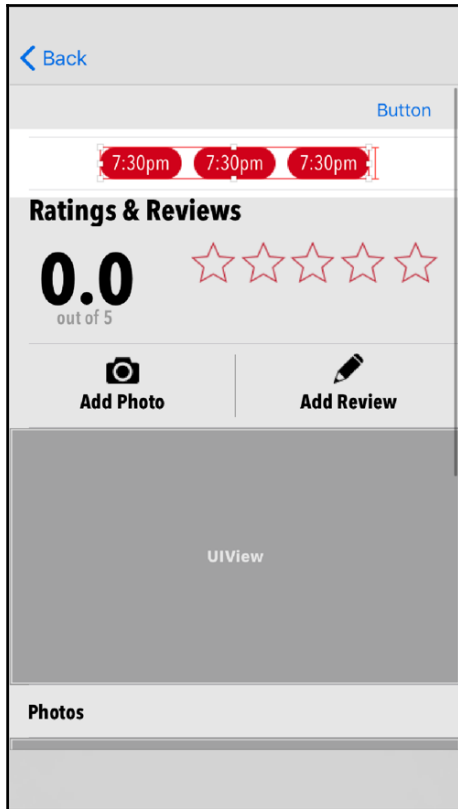 Back
Button
7:30pm 7:30pm 7:30pm
Ratings & Reviews
0.0
out of 5
Add Photo Add Review
UIView
Photos